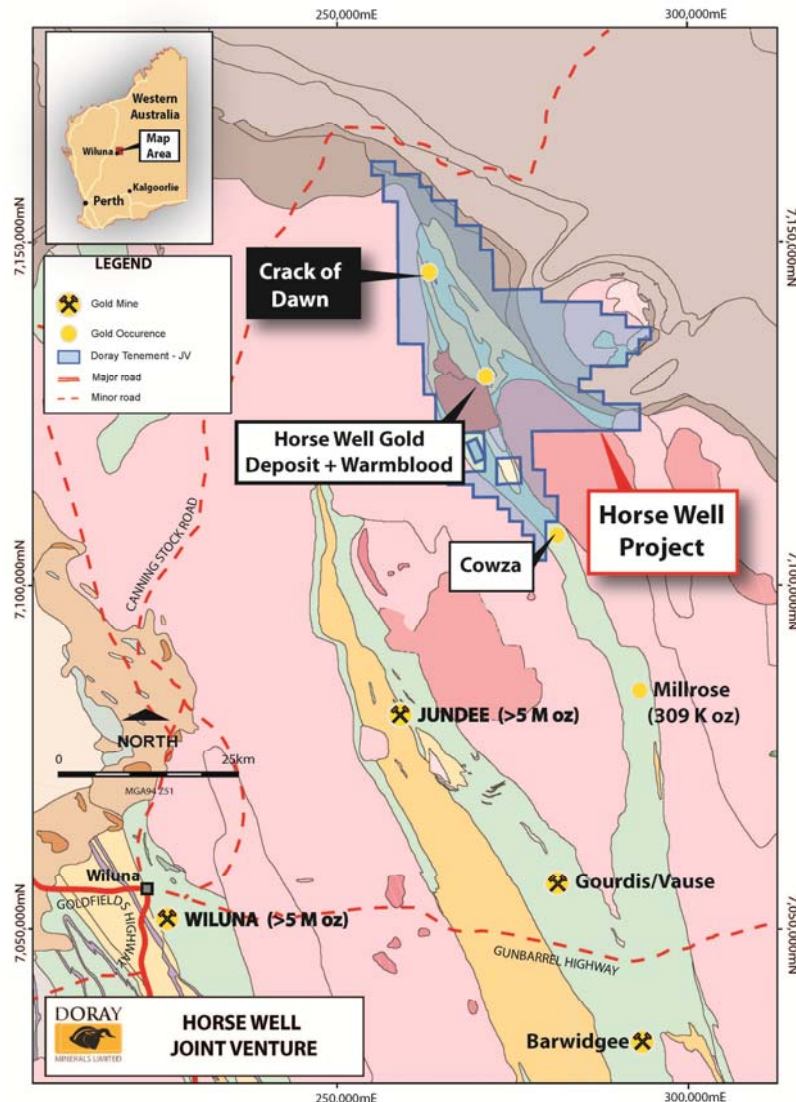 250,000mE
300,000mE
Western
Australia
Map
Area
Wiluna
Kalgoorlie
Perth
7,150,000mN
7,150,000mN
LEGEND
Gold Mine
Gold Occurence
Doray Tenement - JV
Major road
Minor road
Crack of
Dawn
Horse Well Gold
Deposit + Warmblood
Horse Well
Project
Cowza
CANNING STOCK ROAD
7,100,000mN
7,100,000mN
Millrose
(309 K oz)
JUNDEE (>5 M oz)
NORTH
0
25km
MGA94 Z51
Wiluna
GOLDFIELDS HIGHWAY
WILUNA (>5 M oz)
Gourdis/Vause
7,050,000mN
7,050,000mN
GUNBARREL HIGHWAY
Barwidgee
DORAY
MINERALS LIMITED
HORSE WELL
JOINT VENTURE
250,000mE
300,000mE